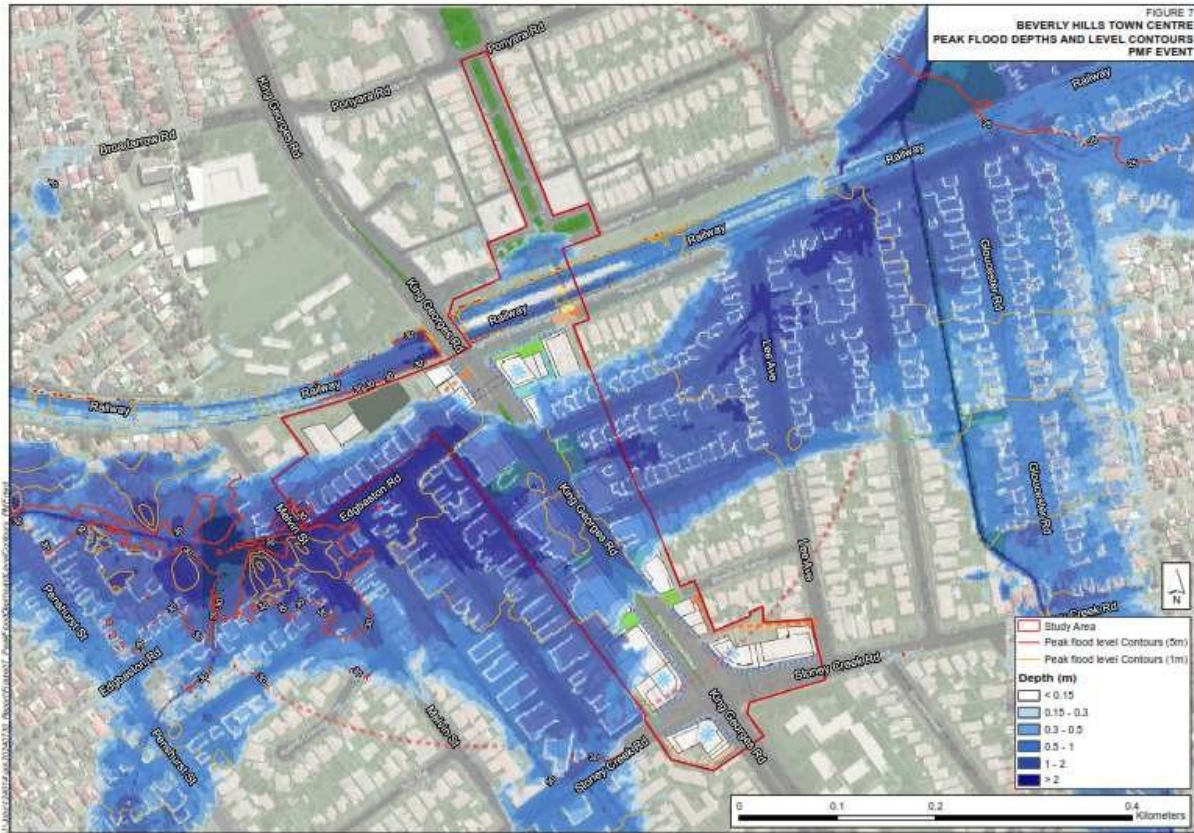 FIGURE 7
BEVERLY HILLS TOWN CENTRE
PEAK FLOOD DEPTHS AND LEVEL CONTOURS
PMF EVENT
Ponyara Rd
King Georges Rd
Ponyara Rd
Broadarrow Rd
Railway
Railway
Railway
King Georges Rd
Railway
Railway
Railway
Gloucester Rd
Lee Ave
Edgbaston Rd
Melvin St
King Georges Rd
Gloucester Rd
Lee Ave
Penshurst St
Edgbaston Rd
Creek Rd
Stoney Creek Rd
King Georges Rd
Melvin St
Penshurst St
Stoney Creek Rd
N
Study Area
Peak flood level Contours (5m)
Peak flood level Contours (1m)
Depth (m)
< 0.15
0.15 - 0.3
0.3 - 0.5
0.5 - 1
1 - 2
> 2
0 0.1 0.2 0.4
Kilometers